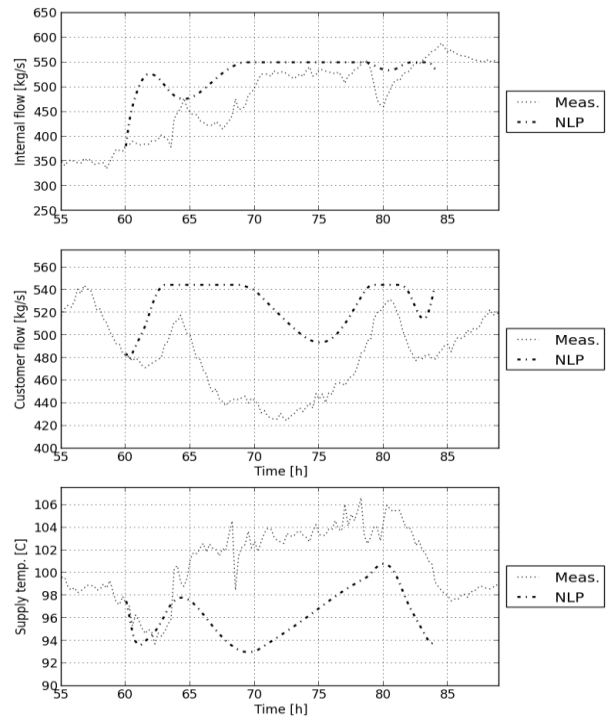 650
600
550
500
450
400
350
300
250
Internal flow [kg/s]
55 60 65 70 75 80 85
Meas.
NLP
560
540
520
500
480
460
440
420
400
Customer flow [kg/s]
55 60 65 70 75 80 85
Time [h]
Meas.
NLP
106
104
102
100
98
96
94
92
90
Supply temp. [C]
55 60 65 70 75 80 85
Time [h]
Meas.
NLP